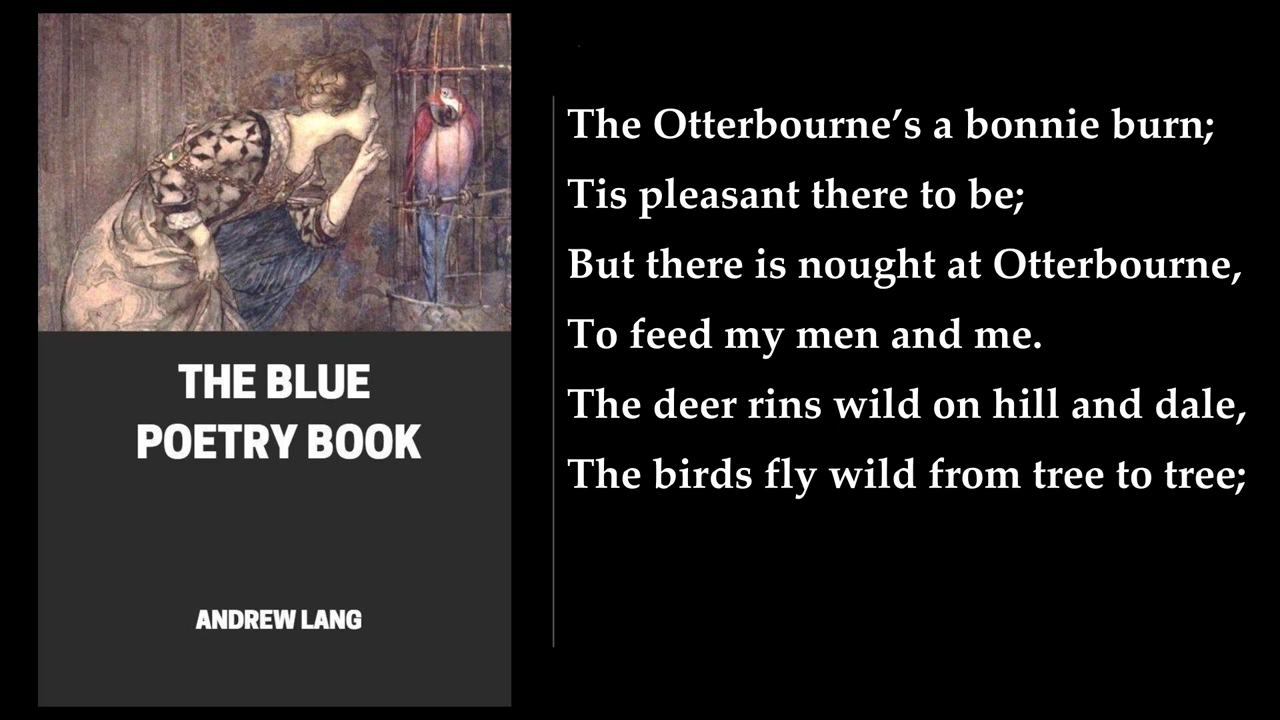 THE BLUE
POETRY BOOK
ANDREW LANG
The Otterbourne’s a bonnie burn;
Tis pleasant there to be;
But there is nought at Otterbourne,
To feed my men and me.
The deer rins wild on hill and dale,
The birds fly wild from tree to tree;